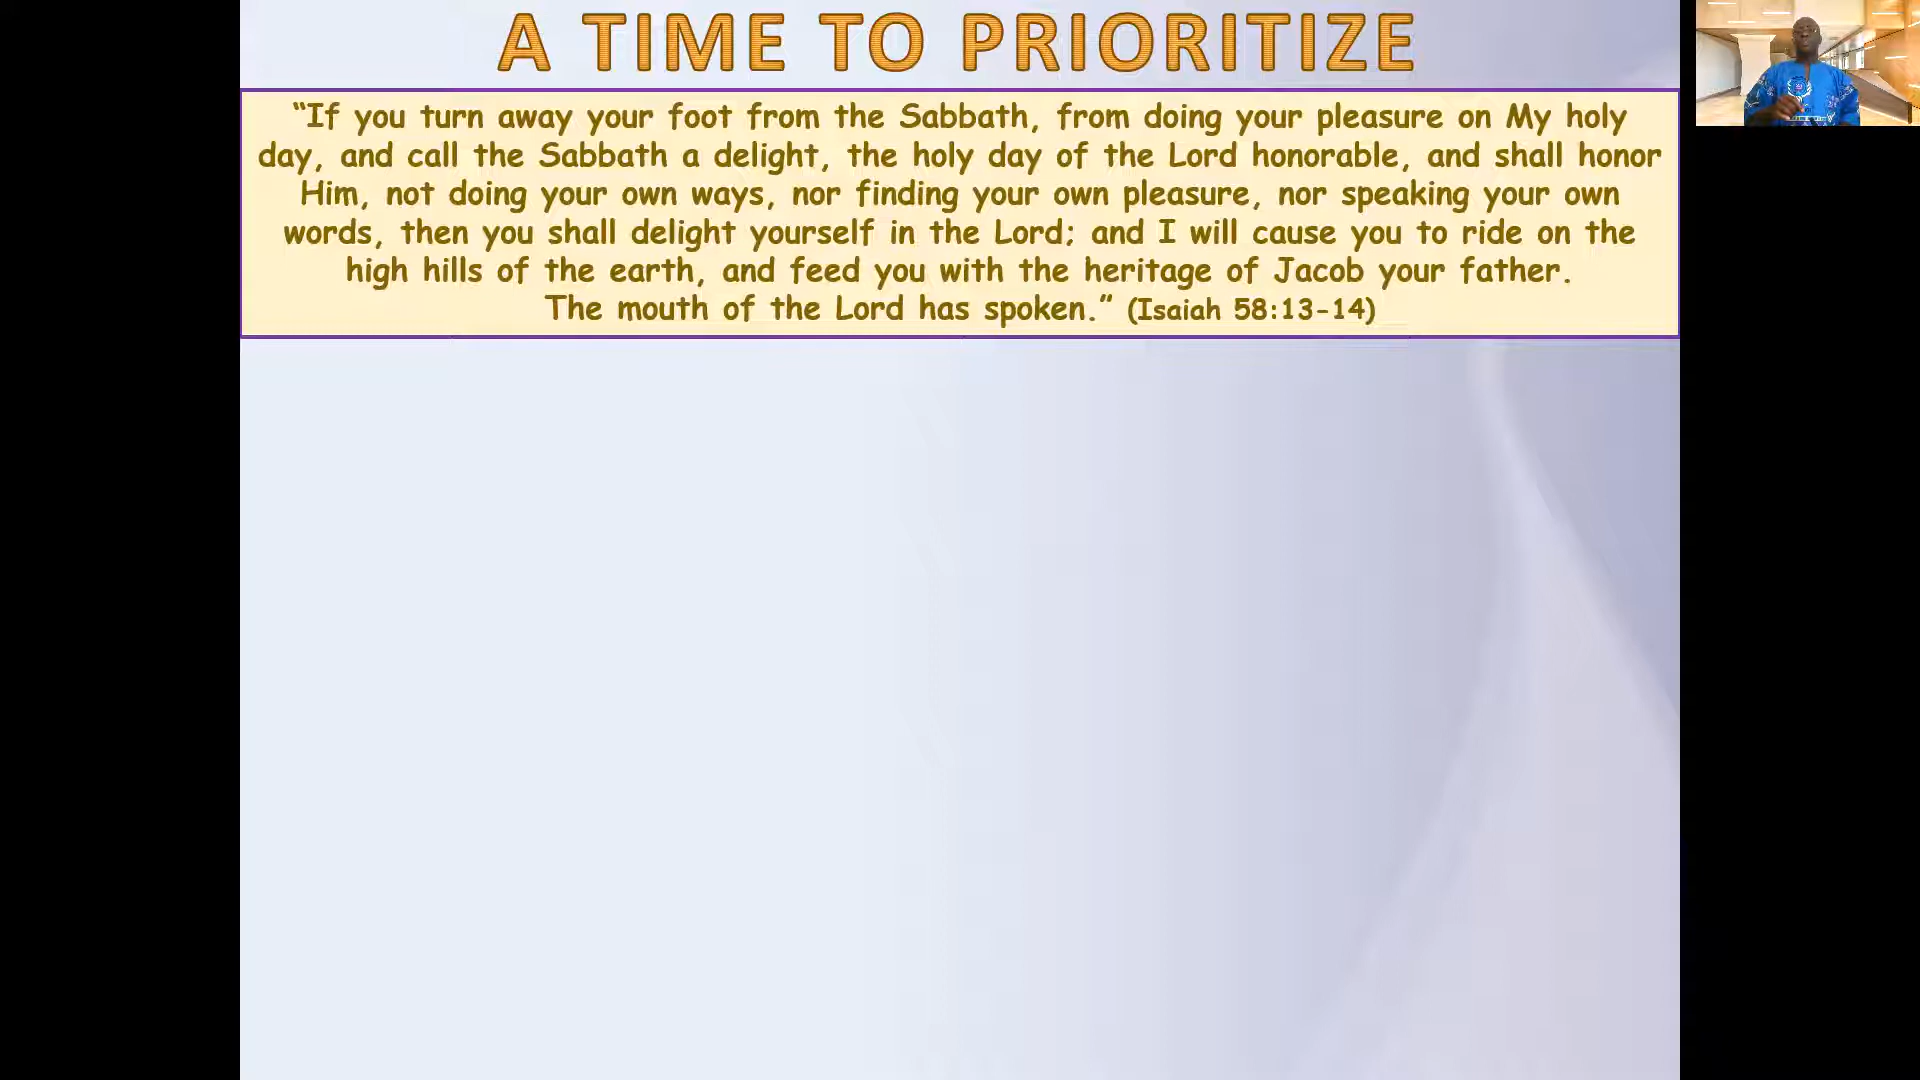 A TIME TO PRIORITIZE
“If you turn away your foot from the Sabbath, from doing your pleasure on My holy
day, and call the Sabbath a delight, the holy day of the Lord honorable, and shall honor
Him, not doing your own ways, nor finding your own pleasure, nor speaking your own
words, then you shall delight yourself in the Lord; and I will cause you to ride on the
high hills of the earth, and feed you with the heritage of Jacob your father.
The mouth of the Lord has spoken.” (Isaiah 58:13-14)